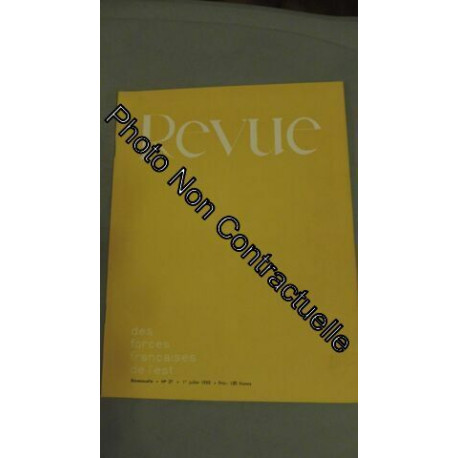 Revue
Photo Non Contractuelle
des
forces
françaises
de l'est